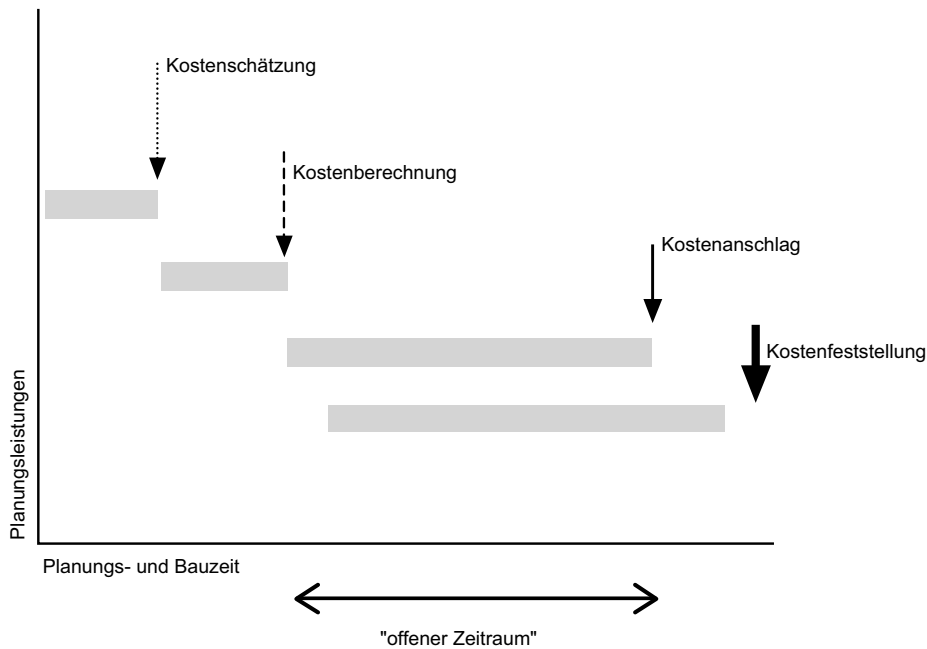 Kostenschätzung
Kostenberechnung
Kostenanschlag
Kostenfeststellung
Planungsleistungen
Planungs- und Bauzeit
"offener Zeitraum"